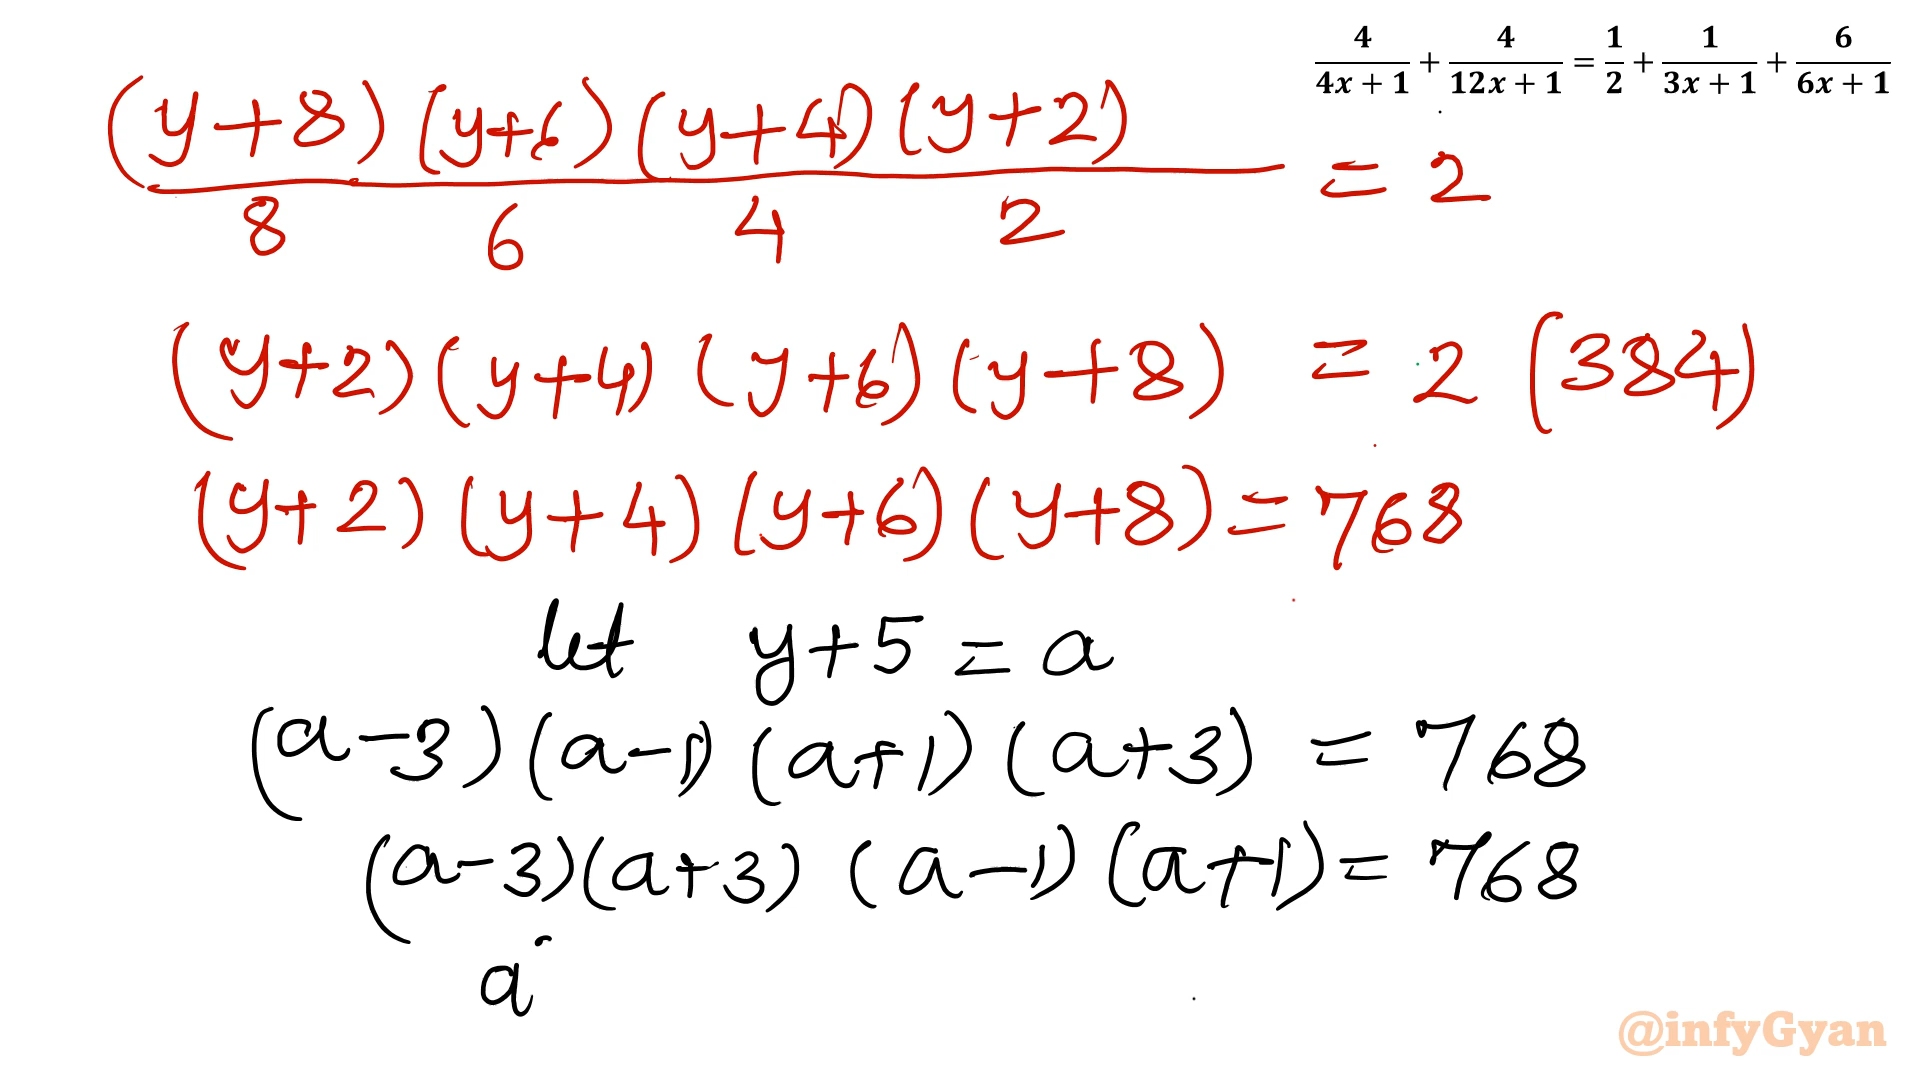 4/(4x + 1) + 4/(12x + 1) = 1/2 + 1/(3x + 1) + 6/(6x + 1)
(y+8)(y+6)(y+4)(y+2) = 2
8 6 4 2
(y+2)(y+4)(y+6)(y+8) = 2(384)
(y+2)(y+4)(y+6)(y+8) = 768
let y+5 = a
(a-3)(a-1)(a+1)(a+3) = 768
(a-3)(a+3)(a-1)(a+1) = 768
a
@infyGyan